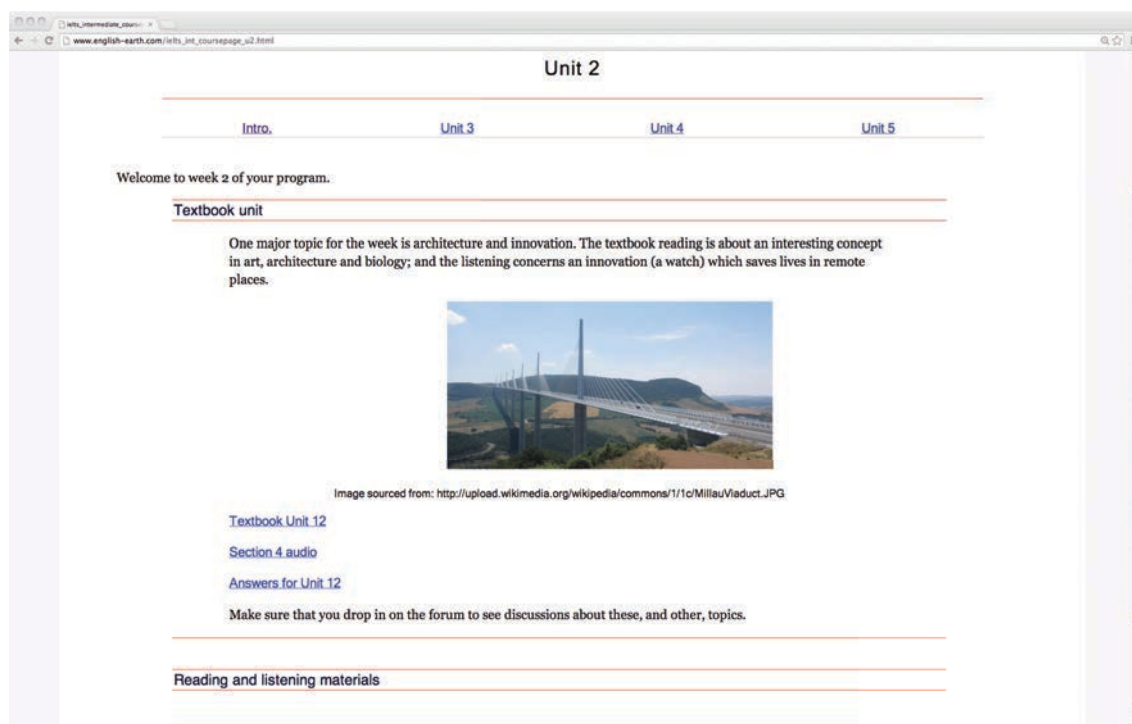 ielts_intermediate_cours
www.english-earth.com/ielts_int_coursepage_u2.html
Unit 2
Intro. Unit 3 Unit 4 Unit 5
Welcome to week 2 of your program.
Textbook unit
One major topic for the week is architecture and innovation. The textbook reading is about an interesting concept
in art, architecture and biology; and the listening concerns an innovation (a watch) which saves lives in remote
places.
Image sourced from: http://upload.wikimedia.org/wikipedia/commons/1/1c/MillauViaduct.JPG
Textbook Unit 12
Section 4 audio
Answers for Unit 12
Make sure that you drop in on the forum to see discussions about these, and other, topics.
Reading and listening materials